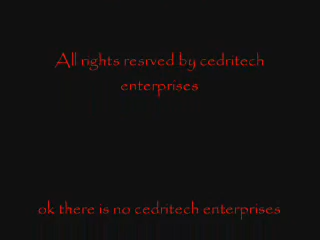 All rights resrved by cedritech
enterprises
ok there is no cedritech enterprises